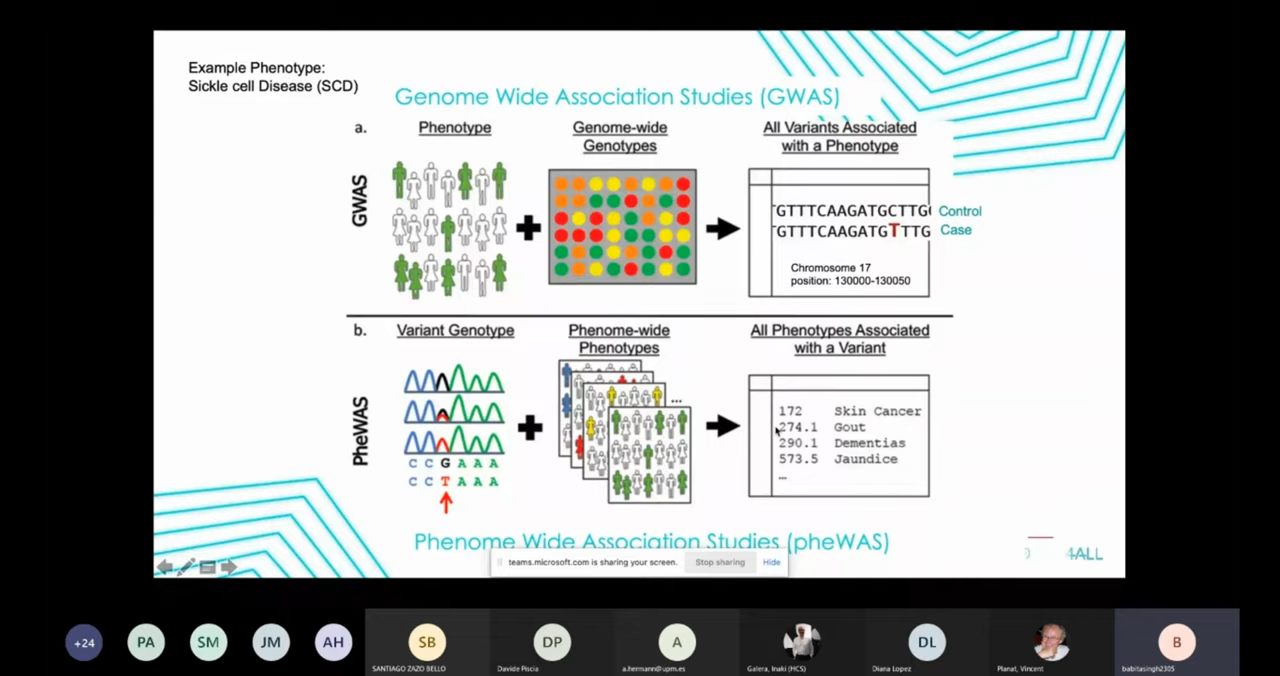 Example Phenotype:
Sickle cell Disease (SCD)
Genome Wide Association Studies (GWAS)
a.
Phenotype
Genome-wide
Genotypes
All Variants Associated
with a Phenotype
GWAS
GTTTCAAGATGCTTG
Control
GTTTCAAGATGTTTG
Case
Chromosome 17
position: 130000-130050
b.
Variant Genotype
Phenome-wide
Phenotypes
All Phenotypes Associated
with a Variant
PheWAS
...
C C G A A A
C C T A A A
172 Skin Cancer
274.1 Gout
290.1 Dementias
573.5 Jaundice
...
Phenome Wide Association Studies (pheWAS)
4ALL
teams.microsoft.com is sharing your screen.
Stop sharing
Hide
+24
PA
SM
JM
AH
SB
DP
A
DL
B
SANTIAGO ZAZO BELLO
Davide Piscia
a.hermann@upm.es
Galera, Inaki (HCS)
Diana Lopez
Planat, Vincent
babitasingh2305